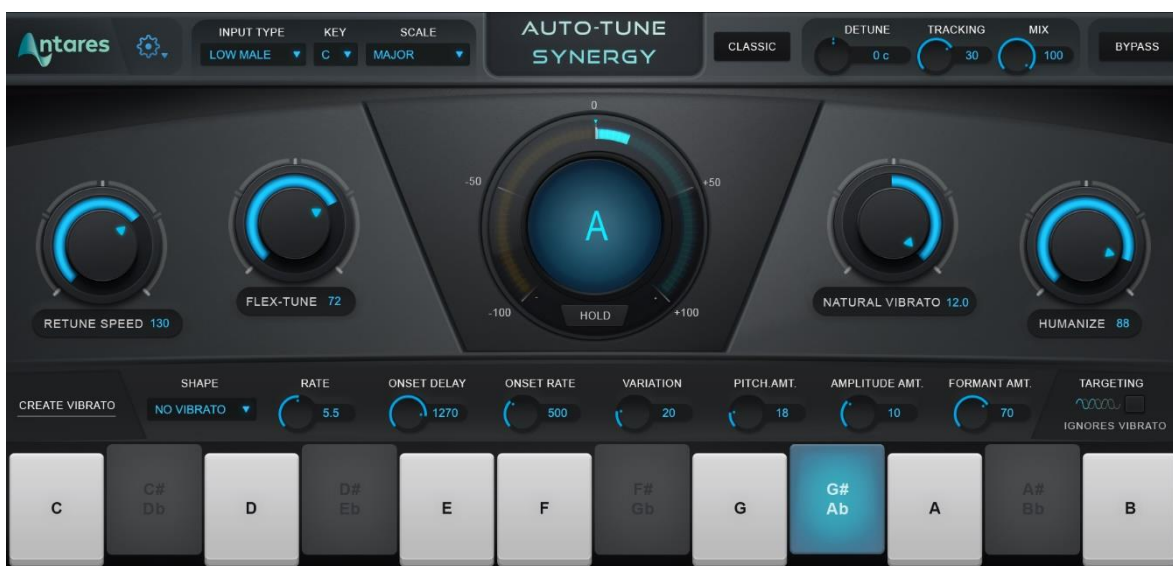 Antares
INPUT TYPE KEY SCALE
LOW MALE C MAJOR
AUTO-TUNE
SYNERGY
CLASSIC
DETUNE TRACKING MIX
0 c 30 100
BYPASS
0
-50 +50
-100 +100
A
HOLD
RETUNE SPEED 130
FLEX-TUNE 72
NATURAL VIBRATO 12.0
HUMANIZE 88
CREATE VIBRATO
SHAPE RATE ONSET DELAY ONSET RATE VARIATION PITCH.AMT. AMPLITUDE AMT. FORMANT AMT. TARGETING
NO VIBRATO 5.5 1270 500 20 18 10 70
IGNORES VIBRATO
C C# D D# E F F# G G# A A# B
Db Eb Gb Ab Bb